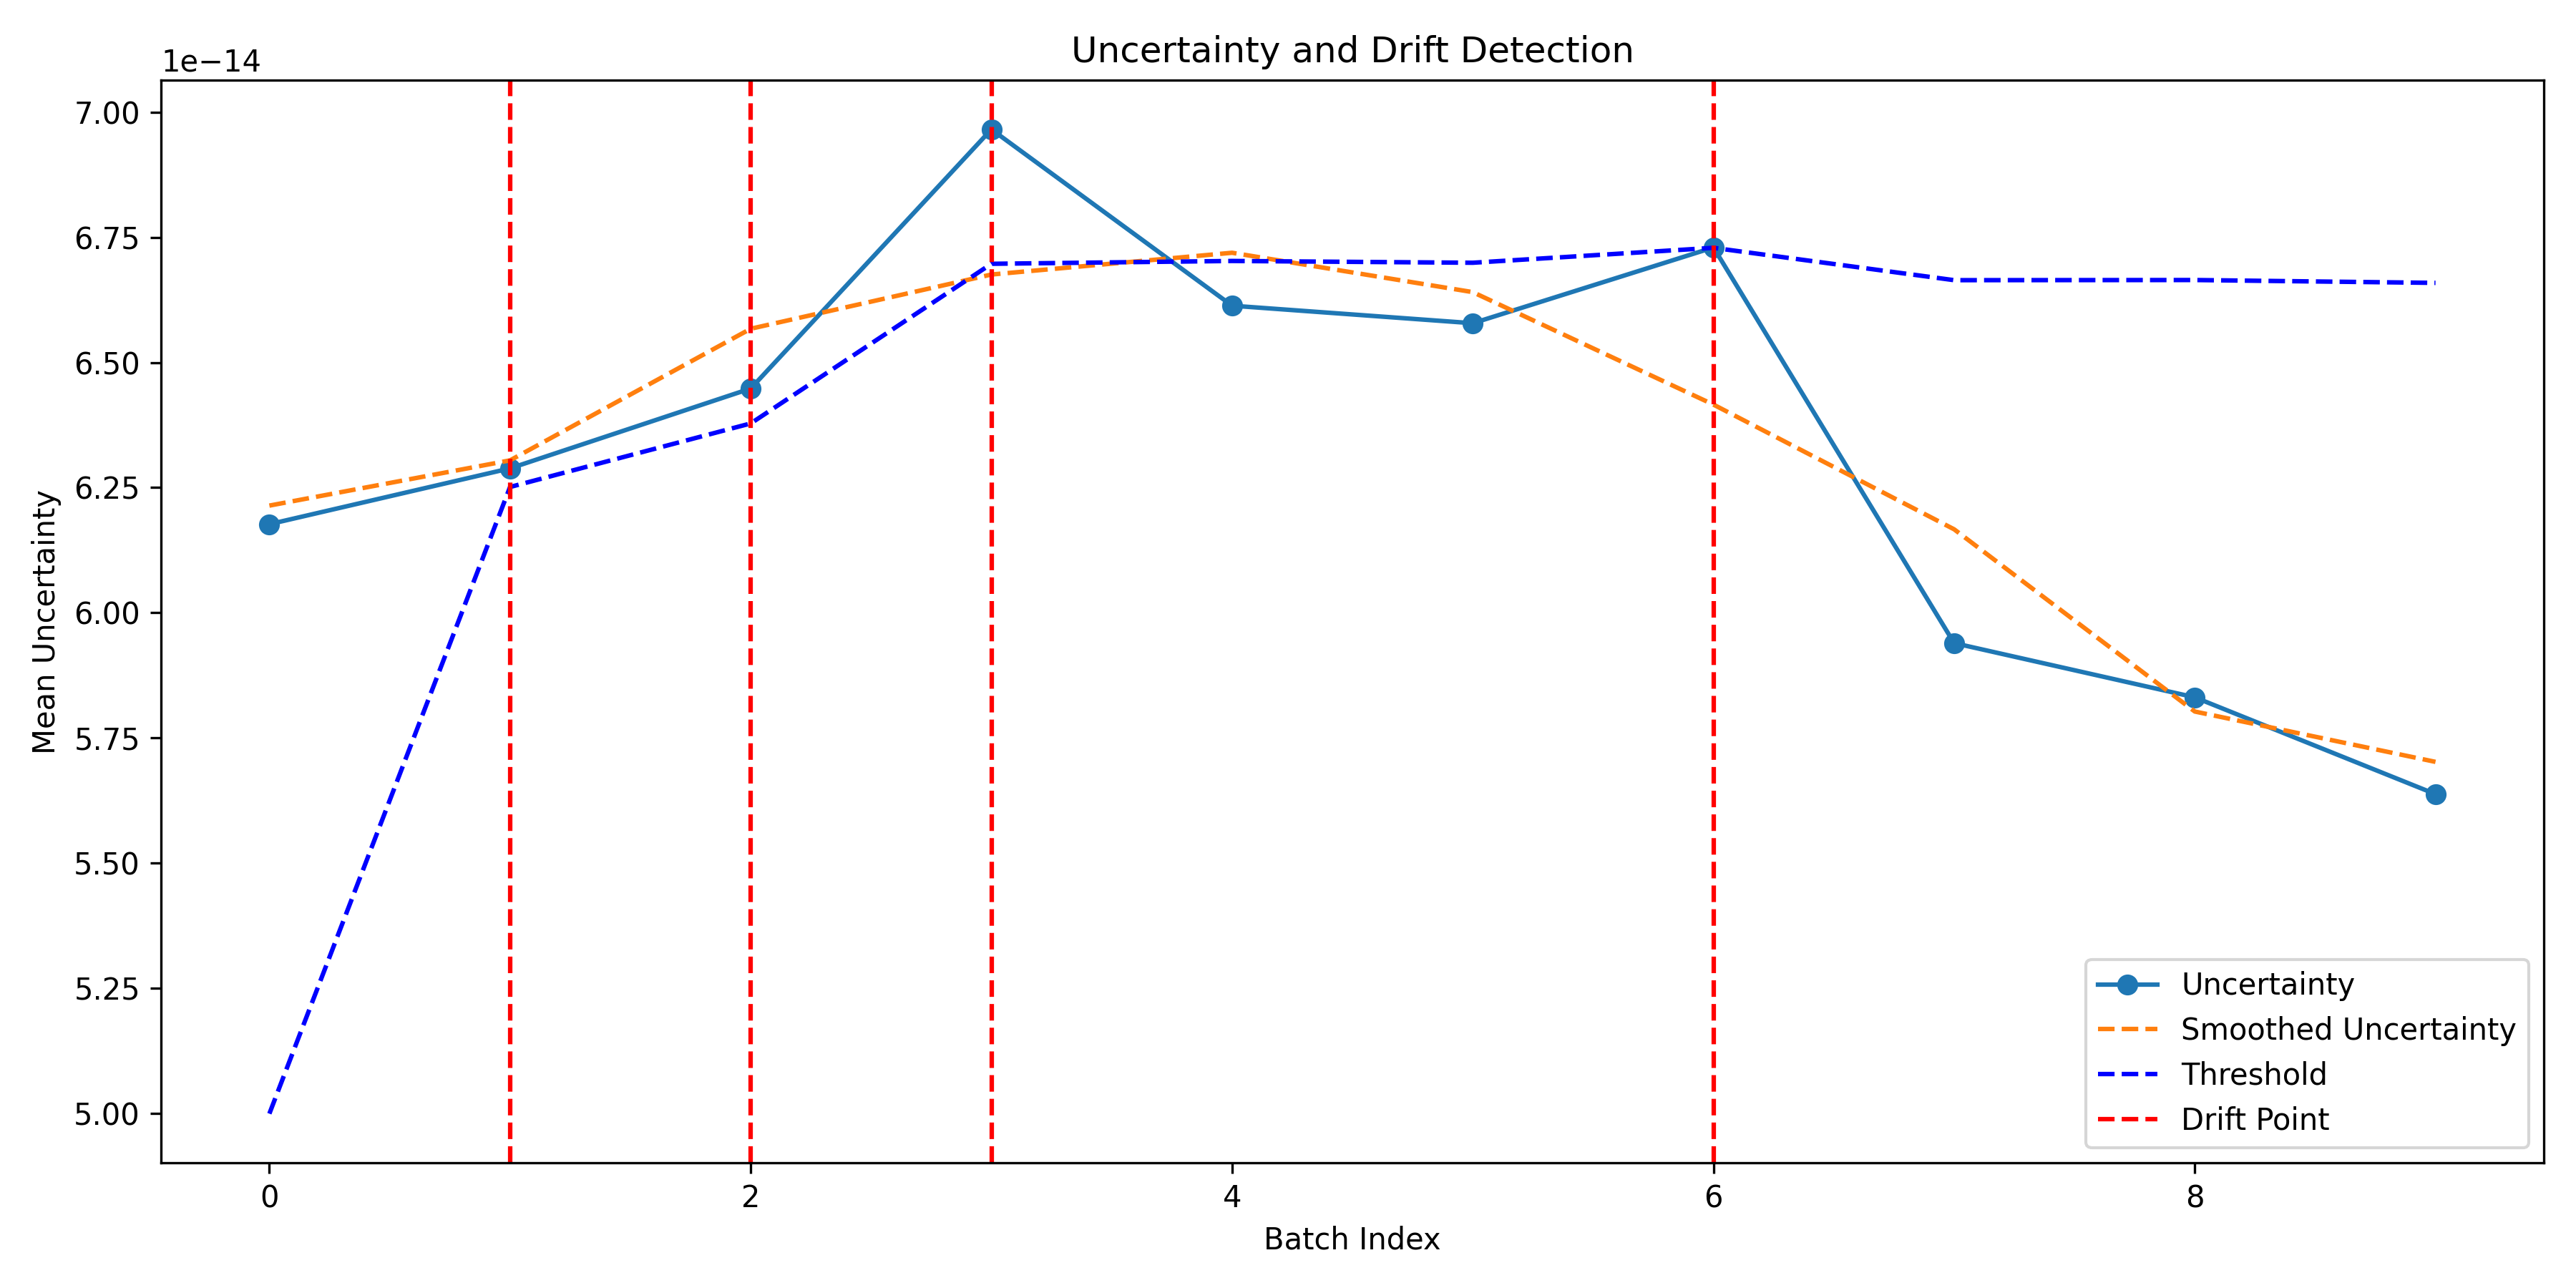 Uncertainty and Drift Detection
1e−14
7.00
6.75
6.50
6.25
6.00
5.75
5.50
5.25
5.00
Mean Uncertainty
0 2 4 6 8
Batch Index
Uncertainty
Smoothed Uncertainty
Threshold
Drift Point